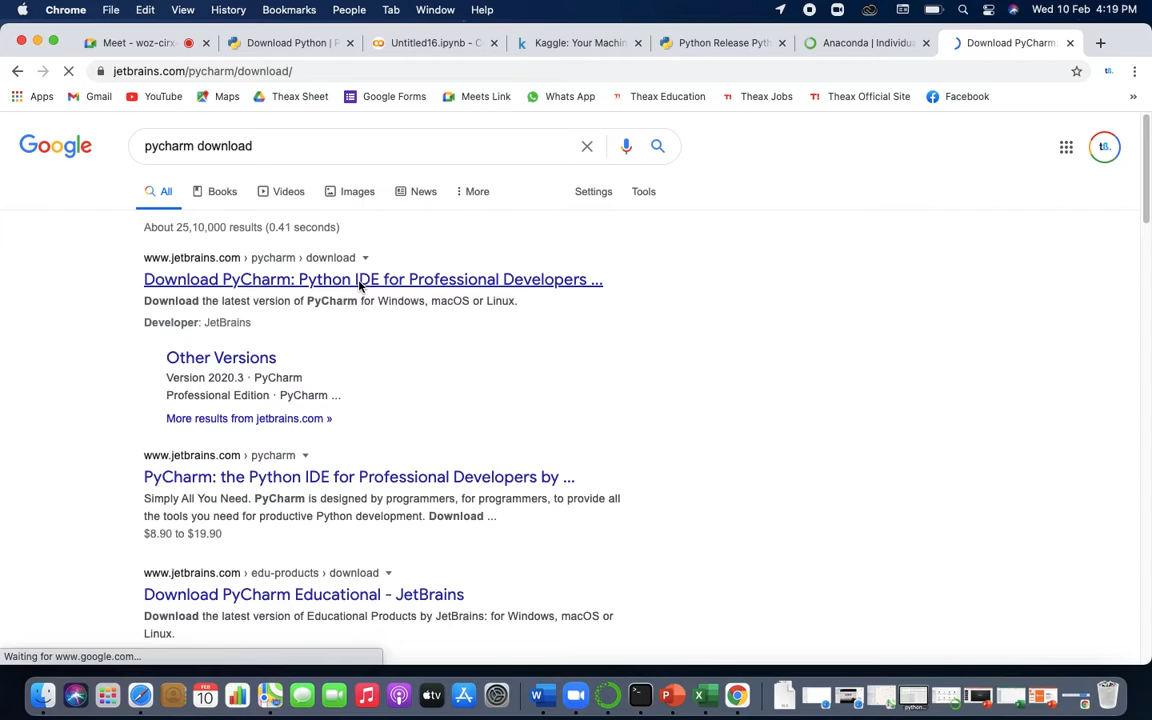 Chrome File Edit View History Bookmarks People Tab Window Help Wed 10 Feb 4:19 PM
Meet - woz-cirx Download Python | P Untitled16.ipynb - C Kaggle: Your Machin Python Release Pyth Anaconda | Individua Download PyCharm:
jetbrains.com/pycharm/download/
Apps Gmail YouTube Maps Theax Sheet Google Forms Meets Link Whats App Theax Education Theax Jobs Theax Official Site Facebook »
Google pycharm download
All Books Videos Images News More Settings Tools
About 25,10,000 results (0.41 seconds)
www.jetbrains.com › pycharm › download
Download PyCharm: Python IDE for Professional Developers ...
Download the latest version of PyCharm for Windows, macOS or Linux.
Developer: JetBrains
Other Versions
Version 2020.3 · PyCharm
Professional Edition · PyCharm ...
More results from jetbrains.com »
www.jetbrains.com › pycharm
PyCharm: the Python IDE for Professional Developers by ...
Simply All You Need. PyCharm is designed by programmers, for programmers, to provide all
the tools you need for productive Python development. Download ...
$8.90 to $19.90
www.jetbrains.com › edu-products › download
Download PyCharm Educational - JetBrains
Download the latest version of Educational Products by JetBrains: for Windows, macOS or
Linux.
Waiting for www.google.com...